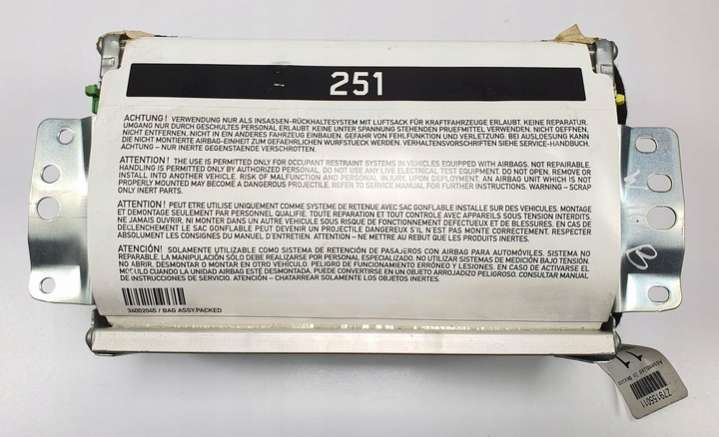 251
ACHTUNG! VERWENDUNG NUR ALS INSASSEN-RÜCKHALTESYSTEM MIT LUFTSACK FÜR KRAFTFAHRZEUGE ERLAUBT. KEINE REPARATUR.
UMGANG NUR DURCH GESCHULTES PERSONAL ERLAUBT. KEINE UNTER SPANNUNG STEHENDEN PRUEFMITTEL VERWENDEN. NICHT OEFFNEN,
NICHT ENTFERNEN, NICHT IN EIN ANDERES FAHRZEUG EINBAUEN. GEFAHR VON FEHLFUNKTION UND VERLETZUNG. BEI AUSLOESUNG KANN
DIE NICHT MONTIERTE AIRBAG-EINHEIT ZUM GEFAEHRLICHEN WURFSTUECK WERDEN. VERHALTENSVORSCHRIFTEN SIEHE SERVICE-HANDBUCH.
ACHTUNG – NUR INERTE GEGENSTAENDE VERSCHROTTEN.
ATTENTION! THE USE IS PERMITTED ONLY FOR OCCUPANT RESTRAINT SYSTEMS IN VEHICLES EQUIPPED WITH AIRBAGS. NOT REPAIRABLE.
HANDLING IS PERMITTED ONLY BY AUTHORIZED PERSONAL. DO NOT USE ANY LIVE ELECTRICAL TEST EQUIPMENT. DO NOT OPEN, REMOVE OR
INSTALL INTO ANOTHER VEHICLE. RISK OF MALFUNCTION AND PERSONAL INJURY. UPON DEPLOYMENT, AN AIRBAG UNIT WHICH IS NOT
PROPERLY MOUNTED MAY BECOME A DANGEROUS PROJECTILE. REFER TO SERVICE MANUAL FOR FURTHER INSTRUCTIONS. WARNING – SCRAP
ONLY INERT PARTS.
ATTENTION! PEUT ETRE UTILISE UNIQUEMENT COMME SYSTEME DE RETENUE AVEC SAC GONFLABLE INSTALLE SUR DES VEHICULES. MONTAGE
ET DEMONTAGE SEULEMENT PAR PERSONNEL QUALIFIE. TOUTE REPARATION ET TOUT CONTROLE AVEC APPAREILS SOUS TENSION INTERDITS.
NE JAMAIS OUVRIR, NI MONTER DANS UN AUTRE VEHICULE SOUS RISQUE DE FONCTIONNEMENT DEFECTUEUX ET DE BLESSURES. EN CAS DE
DECLENCHEMENT LE SAC GONFLABLE PEUT DEVENIR UN PROJECTILE DANGEREUX S'IL N'EST PAS MONTE CORRECTEMENT. RESPECTER
ABSOLUMENT LES CONSIGNES DU MANUEL D'ENTRETIEN. ATTENTION – NE METTRE AU REBUT QUE LES PRODUITS INERTES.
ATENCIÓN! SOLAMENTE UTILIZABLE COMO SISTEMA DE RETENCIÓN DE PASAJEROS CON AIRBAG PARA AUTOMÓVILES. SISTEMA NO
REPARABLE. LA MANIPULACIÓN SÓLO DEBE REALIZARSE POR PERSONAL ESPECIALIZADO. NO UTILIZAR SISTEMAS DE MEDICIÓN BAJO TENSIÓN.
NO ABRIR, DESMONTAR O MONTAR EN OTRO VEHÍCULO. PELIGRO DE FUNCIONAMIENTO ERRÓNEO Y LESIONES. EN CASO DE ACTIVARSE EL
MÓDULO CUANDO LA UNIDAD AIRBAG ESTÉ DESMONTADA, PUEDE CONVERTIRSE EN UN OBJETO ARROJADIZO PELIGROSO. CONSULTAR MANUAL
DE INSTRUCCIONES DE SERVICIO. ATENCIÓN – CHATARREAR SOLAMENTE LOS OBJETOS INERTES.
34002045 / BAG ASSY.PACKED